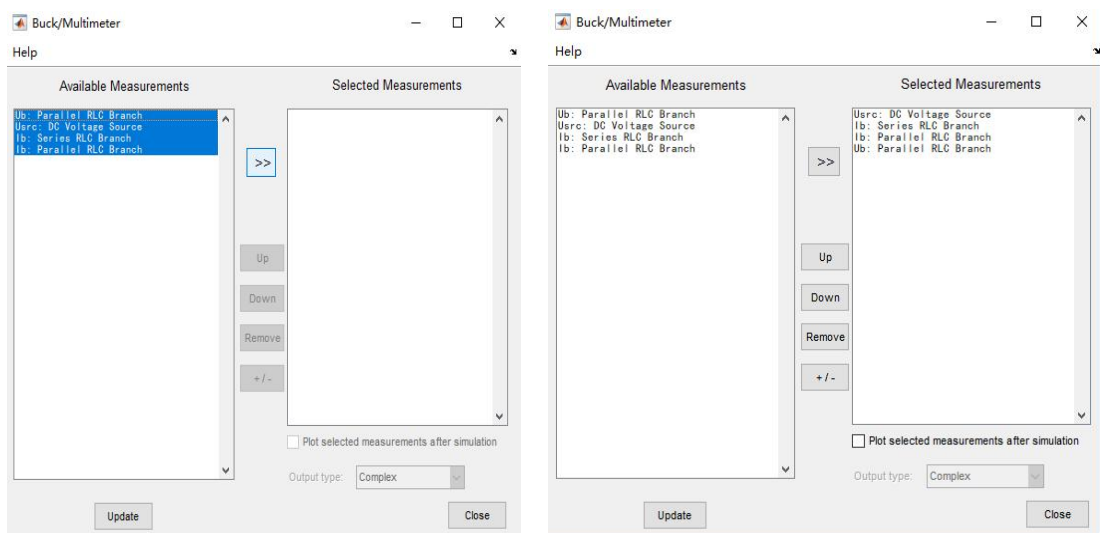 Buck/Multimeter
Help
Available Measurements
Selected Measurements
Ub: Parallel RLC Branch
Usrc: DC Voltage Source
Ib: Series RLC Branch
Ib: Parallel RLC Branch
>>
Up
Down
Remove
+/-
Plot selected measurements after simulation
Output type: Complex
Update
Close
Buck/Multimeter
Help
Available Measurements
Selected Measurements
Ub: Parallel RLC Branch
Usrc: DC Voltage Source
Ib: Series RLC Branch
Ib: Parallel RLC Branch
>>
Up
Down
Remove
+/-
Usrc: DC Voltage Source
Ib: Series RLC Branch
Ib: Parallel RLC Branch
Ub: Parallel RLC Branch
Plot selected measurements after simulation
Output type: Complex
Update
Close